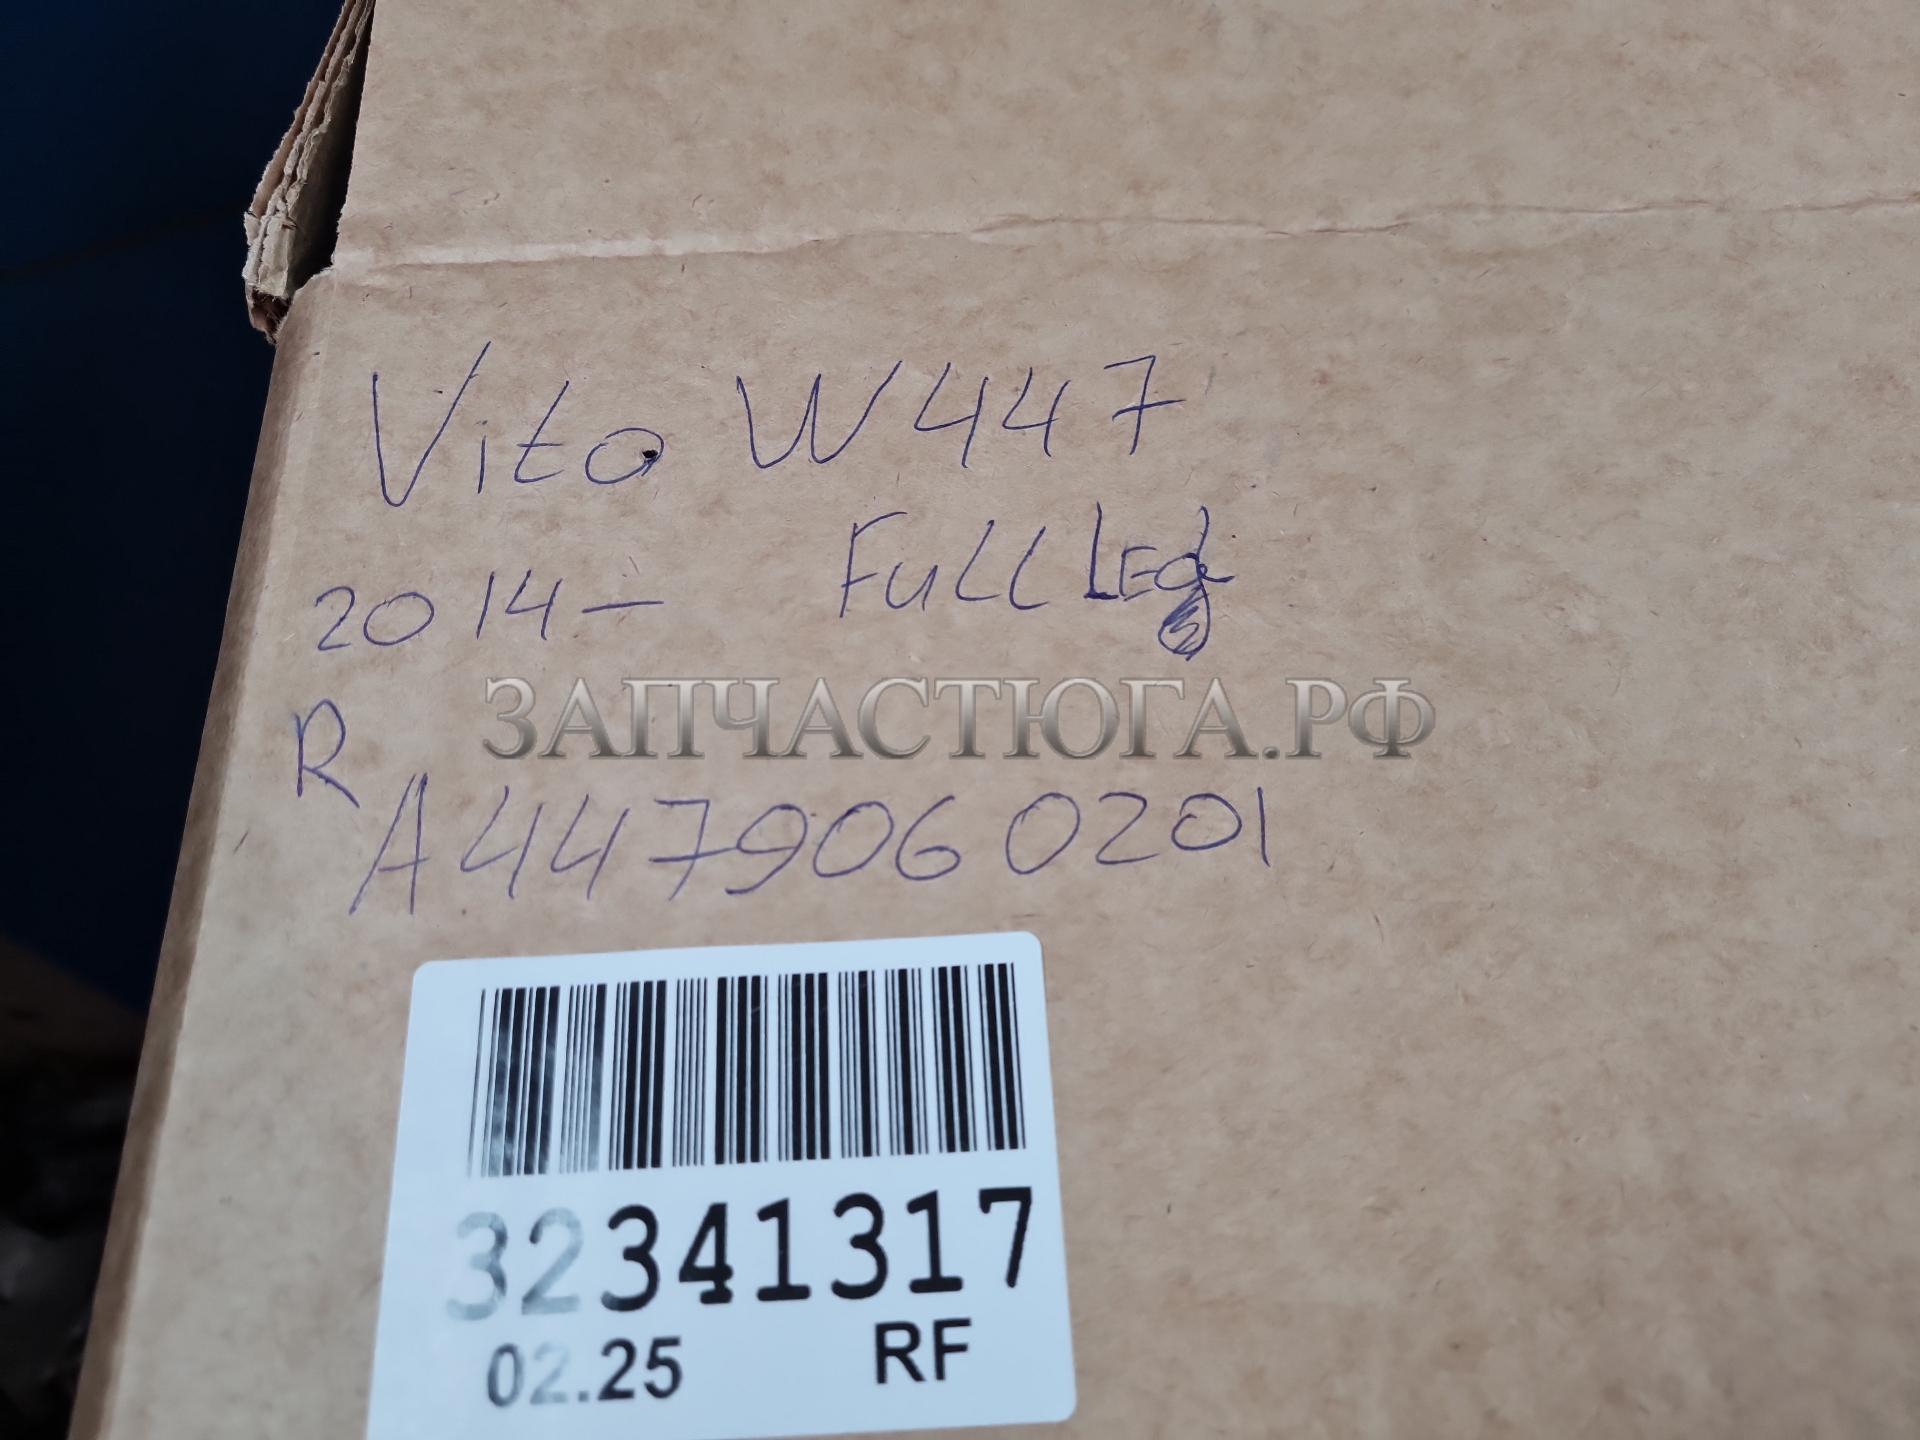 Vito W447
2014- Full Led
ЗАПЧАСТЮГА.РФ
R
A4479060201
32341317
02.25 RF